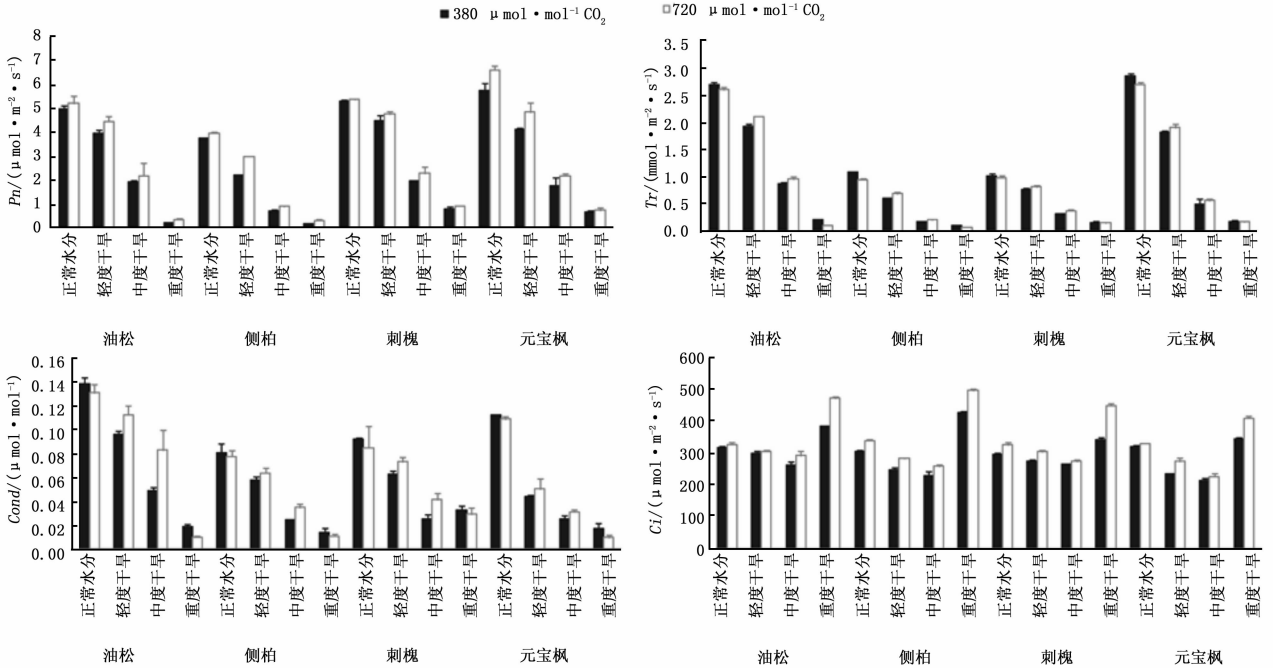 380 μmol·mol⁻¹ CO₂
720 μmol·mol⁻¹ CO₂
Pn/(μmol·m⁻²·s⁻¹)
8
7
6
5
4
3
2
1
0
正常水分 轻度干旱 中度干旱 重度干旱 正常水分 轻度干旱 中度干旱 重度干旱 正常水分 轻度干旱 中度干旱 重度干旱 正常水分 轻度干旱 中度干旱 重度干旱
油松 侧柏 刺槐 元宝枫
Tr/(mmol·m⁻²·s⁻¹)
3.5
3.0
2.5
2.0
1.5
1.0
0.5
0.0
正常水分 轻度干旱 中度干旱 重度干旱 正常水分 轻度干旱 中度干旱 重度干旱 正常水分 轻度干旱 中度干旱 重度干旱 正常水分 轻度干旱 中度干旱 重度干旱
油松 侧柏 刺槐 元宝枫
Cond/(μmol·mol⁻¹)
0.16
0.14
0.12
0.10
0.08
0.06
0.04
0.02
0.00
正常水分 轻度干旱 中度干旱 重度干旱 正常水分 轻度干旱 中度干旱 重度干旱 正常水分 轻度干旱 中度干旱 重度干旱 正常水分 轻度干旱 中度干旱 重度干旱
油松 侧柏 刺槐 元宝枫
Ci/(μmol·m⁻²·s⁻¹)
600
500
400
300
200
100
0
正常水分 轻度干旱 中度干旱 重度干旱 正常水分 轻度干旱 中度干旱 重度干旱 正常水分 轻度干旱 中度干旱 重度干旱 正常水分 轻度干旱 中度干旱 重度干旱
油松 侧柏 刺槐 元宝枫